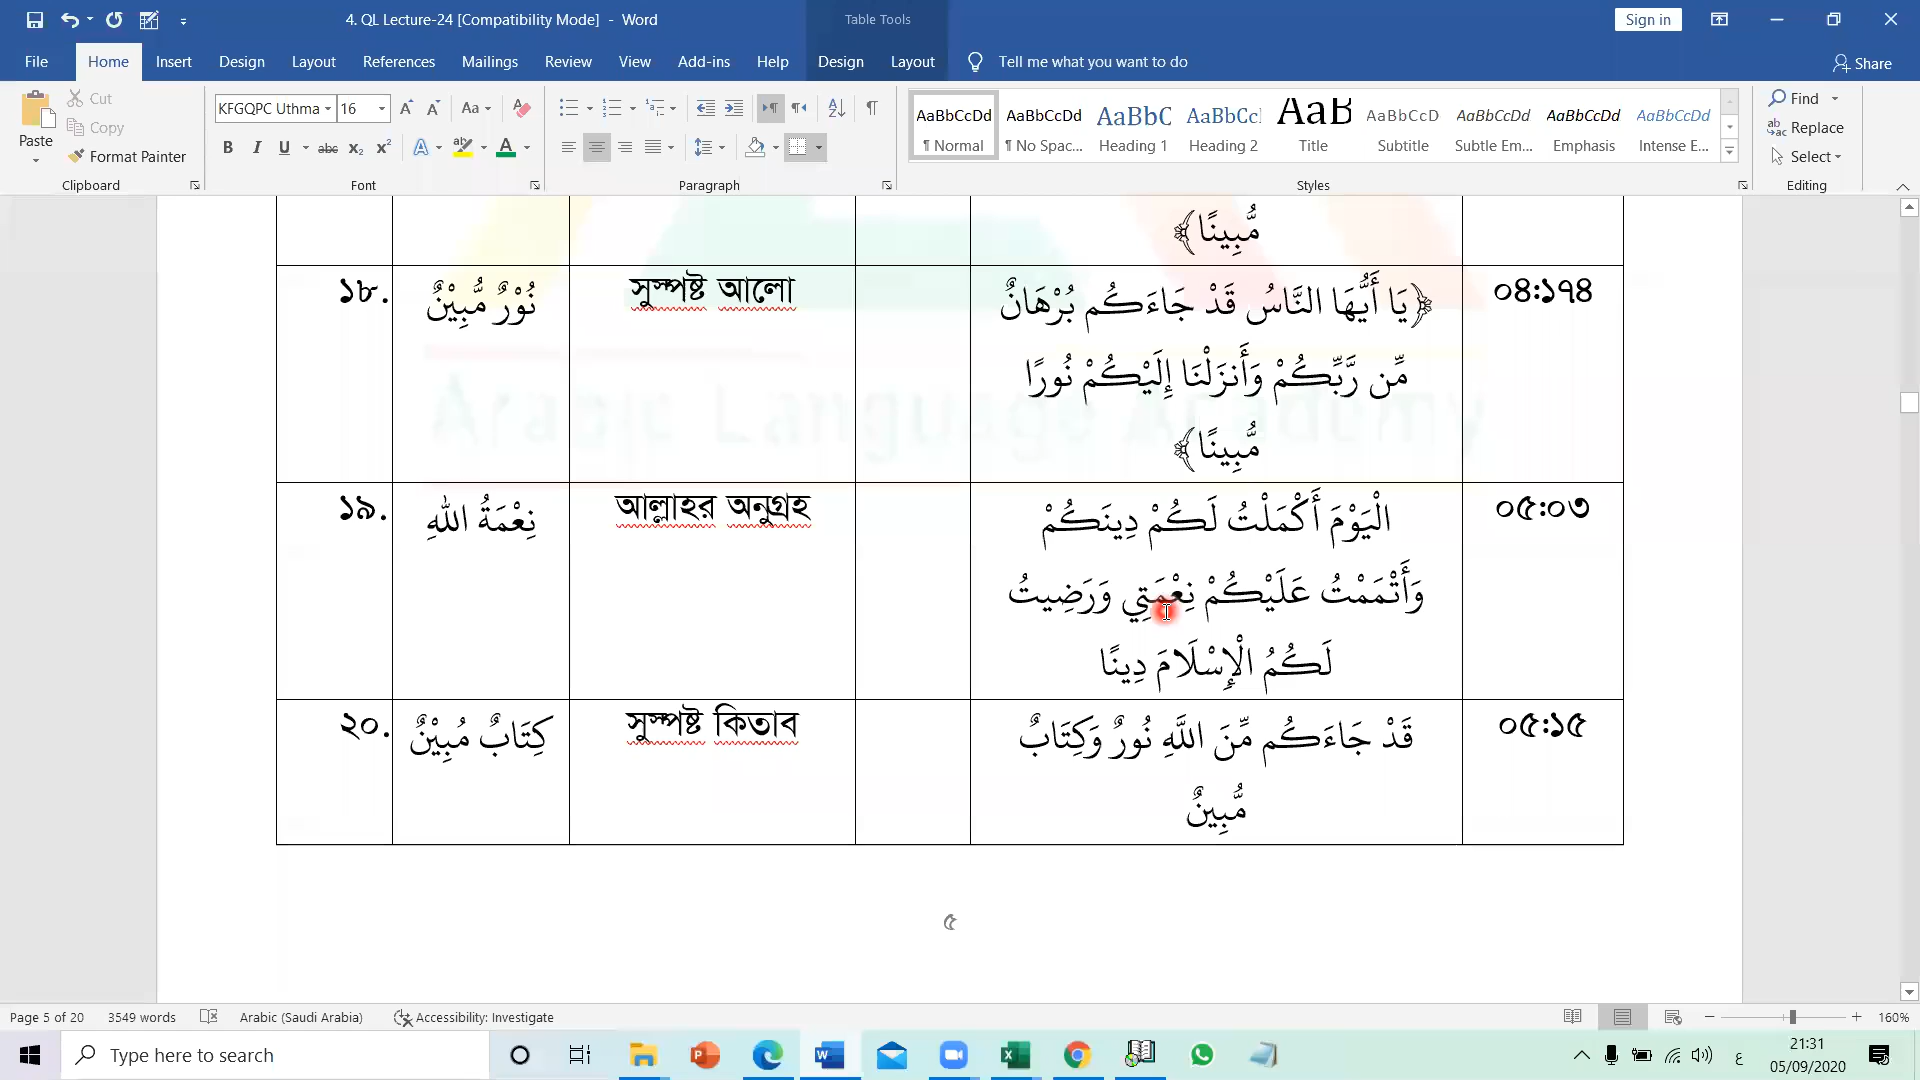 4. QL Lecture-24 [Compatibility Mode] - Word
Table Tools
Sign in
File Home Insert Design Layout References Mailings Review View Add-ins Help Design Layout Tell me what you want to do Share
Paste Cut Copy Format Painter Clipboard
KFGQPC Uthma 16 Font
Paragraph
AaBbCcDd AaBbCcDd AaBbC AaBbCc AaB AaBbCcD AaBbCcDd AaBbCcDd AaBbCcDd
¶ Normal ¶ No Spac... Heading 1 Heading 2 Title Subtitle Subtle Em... Emphasis Intense E...
Styles
Find Replace Select Editing
مُّبِينًا﴾
১৮. نُوْرٌ مُّبِيْنٌ সুস্পষ্ট আলো ﴿يَا أَيُّهَا النَّاسُ قَدْ جَاءَكُم بُرْهَانٌ ০৪:১৭৪
مِّن رَّبِّكُمْ وَأَنزَلْنَا إِلَيْكُمْ نُورًا
مُّبِينًا﴾
Arabic Language Academy
১৯. نِعْمَةُ اللهِ আল্লাহর অনুগ্রহ الْيَوْمَ أَكْمَلْتُ لَكُمْ دِينَكُمْ ০৫:০৩
وَأَتْمَمْتُ عَلَيْكُمْ نِعْمَتِي وَرَضِيتُ
لَكُمُ الْإِسْلَامَ دِينًا
২০. كِتَابٌ مُبِيْنٌ সুস্পষ্ট কিতাব قَدْ جَاءَكُم مِّنَ اللَّهِ نُورٌ وَكِتَابٌ ০৫:১৫
مُّبِينٌ
Page 5 of 20 3549 words Arabic (Saudi Arabia) Accessibility: Investigate 160%
Type here to search
21:31
05/09/2020